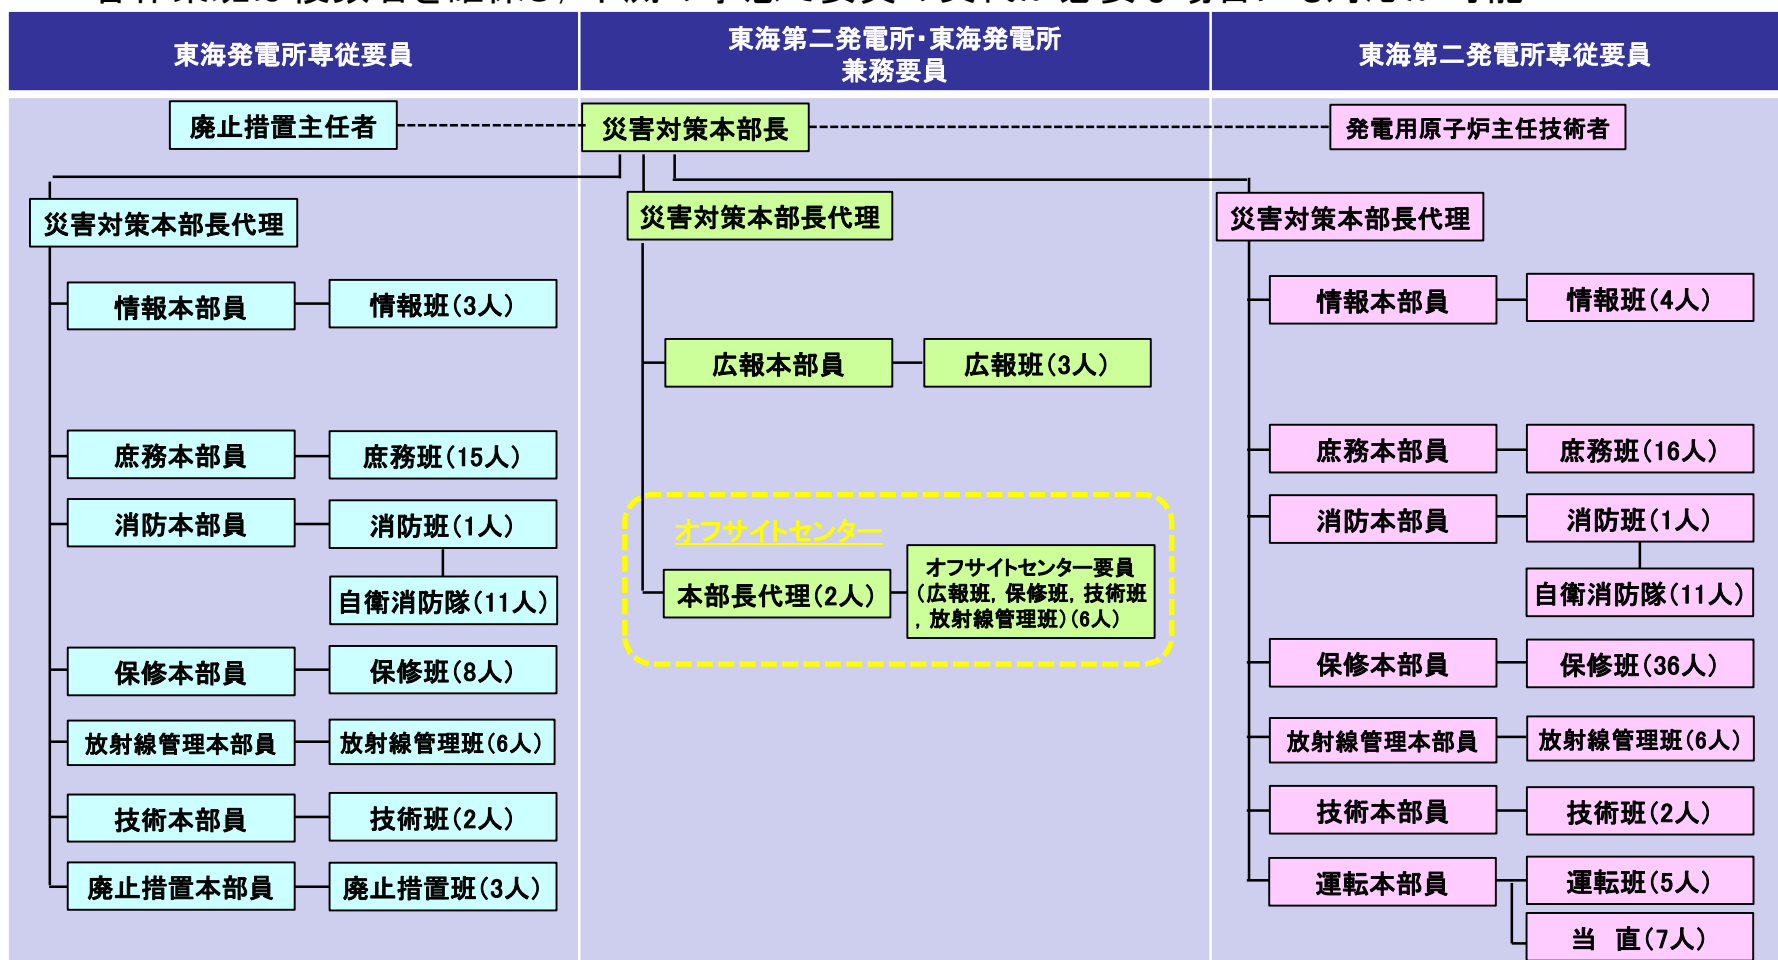 東海発電所専従要員
東海第二発電所・東海発電所
兼務要員
東海第二発電所専従要員
廃止措置主任者
災害対策本部長
発電用原子炉主任技術者
災害対策本部長代理
災害対策本部長代理
災害対策本部長代理
情報本部員
情報班(3人)
庶務本部員
庶務班(15人)
消防本部員
消防班(1人)
自衛消防隊(11人)
保修本部員
保修班(8人)
放射線管理本部員
放射線管理班(6人)
技術本部員
技術班(2人)
廃止措置本部員
廃止措置班(3人)
広報本部員
広報班(3人)
オフサイトセンター
本部長代理(2人)
オフサイトセンター要員
(広報班, 保修班, 技術班
, 放射線管理班)(6人)
情報本部員
情報班(4人)
庶務本部員
庶務班(16人)
消防本部員
消防班(1人)
自衛消防隊(11人)
保修本部員
保修班(36人)
放射線管理本部員
放射線管理班(6人)
技術本部員
技術班(2人)
運転本部員
運転班(5人)
当 直(7人)